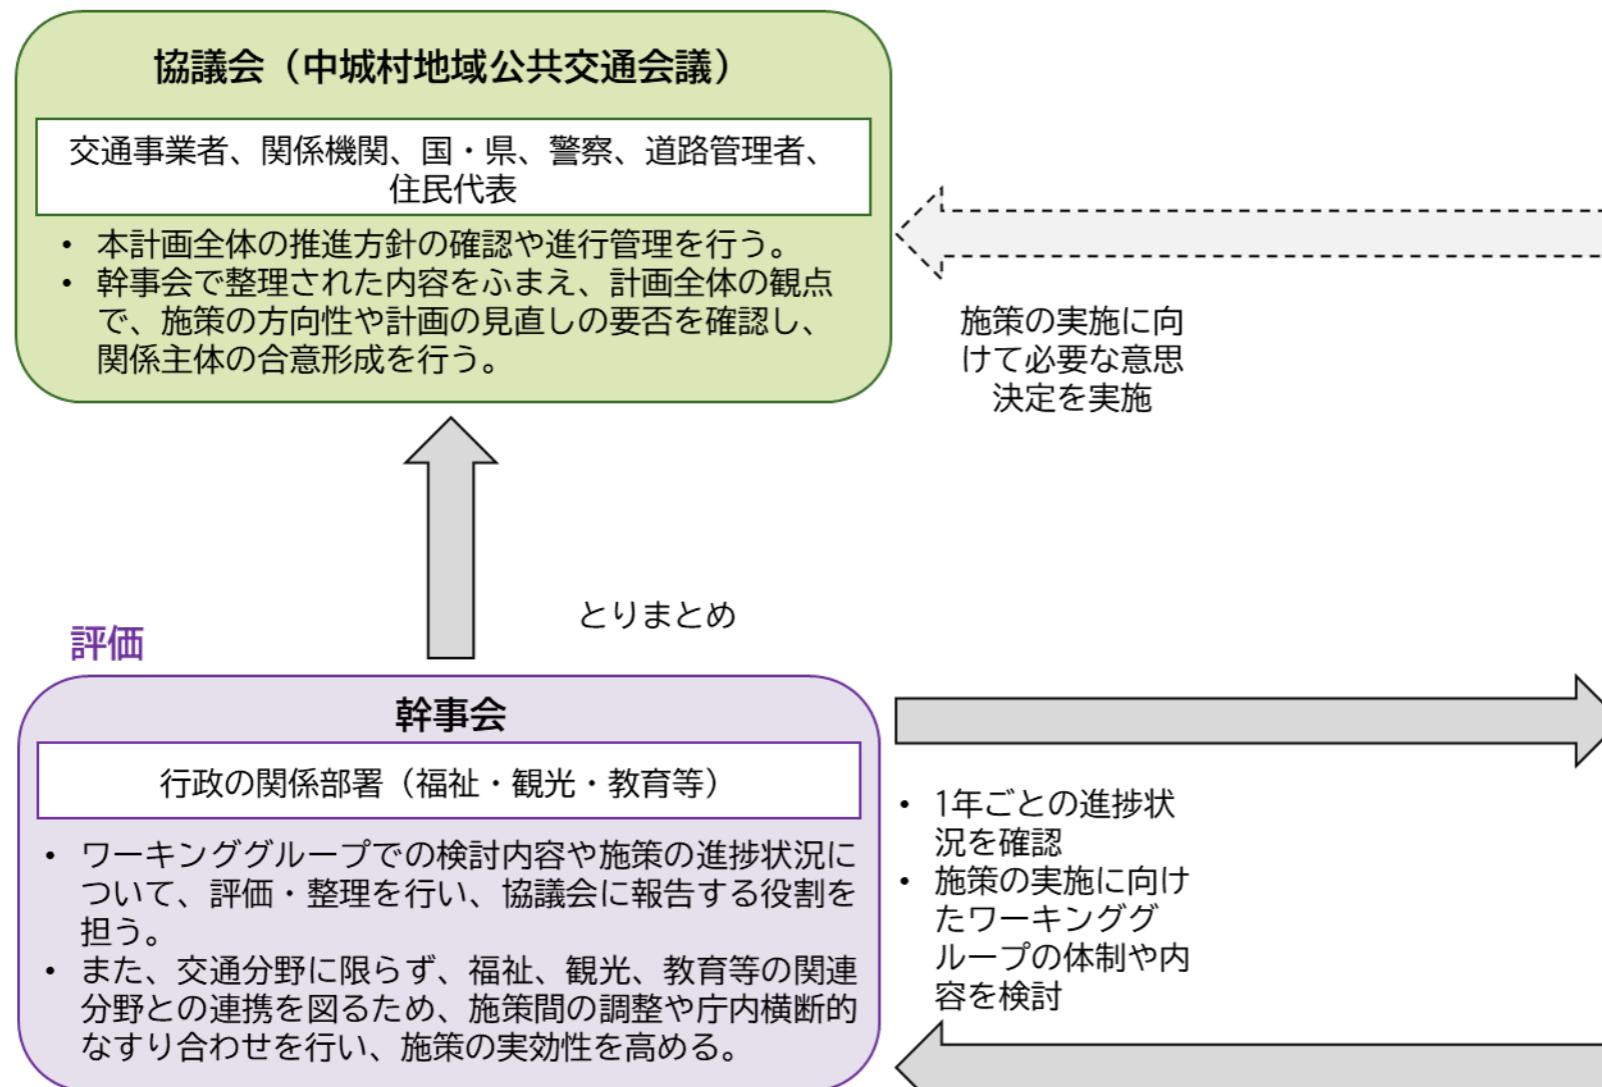 協議会（中城村地域公共交通会議）
交通事業者、関係機関、国・県、警察、道路管理者、
住民代表
• 本計画全体の推進方針の確認や進行管理を行う。
• 幹事会で整理された内容をふまえ、計画全体の観点
で、施策の方向性や計画の見直しの要否を確認し、
関係主体の合意形成を行う。
施策の実施に向
けて必要な意思
決定を実施
とりまとめ
評価
幹事会
行政の関係部署（福祉・観光・教育等）
• ワーキンググループでの検討内容や施策の進捗状況に
ついて、評価・整理を行い、協議会に報告する役割を
担う。
• また、交通分野に限らず、福祉、観光、教育等の関連
分野との連携を図るため、施策間の調整や庁内横断的
なすり合わせを行い、施策の実効性を高める。
• 1年ごとの進捗状
況を確認
• 施策の実施に向け
たワーキンググ
ループの体制や内
容を検討